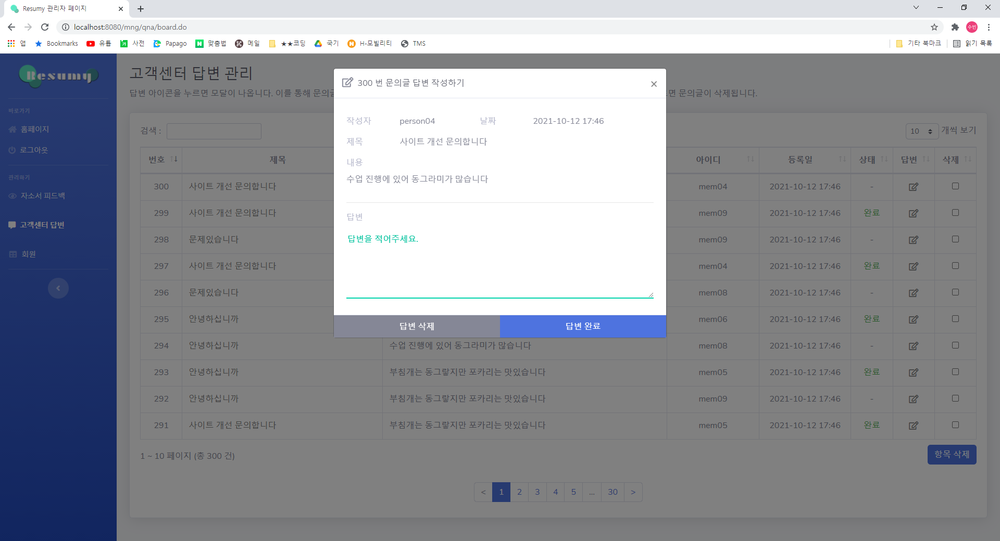 Resumy 관리자 페이지
localhost:8080/mng/qna/board.do
수빈
앱 Bookmarks 유튭 사전 Papago 맞춤법 메일 ★★코딩 국기 H-모빌리티 TMS 기타 북마크 읽기 목록
Resumy
바로가기
홈페이지
로그아웃
관리하기
자소서 피드백
고객센터 답변
회원
고객센터 답변 관리
답변 아이콘을 누르면 모달이 나옵니다. 이를 통해 문의글 면 문의글이 삭제됩니다.
검색 :
10 개씩 보기
번호 제목 아이디 등록일 상태 답변 삭제
300 사이트 개선 문의합니다 mem04 2021-10-12 17:46 -
299 사이트 개선 문의합니다 mem09 2021-10-12 17:46 완료
298 문제있습니다 mem09 2021-10-12 17:46 -
297 사이트 개선 문의합니다 mem04 2021-10-12 17:46 완료
296 문제있습니다 mem08 2021-10-12 17:46 -
295 안녕하십니까 mem06 2021-10-12 17:46 완료
294 안녕하십니까 수업 진행에 있어 동그라미가 많습니다 mem08 2021-10-12 17:46 -
293 안녕하십니까 부침개는 동그랗지만 포카리는 맛있습니다 mem05 2021-10-12 17:46 완료
292 안녕하십니까 부침개는 동그랗지만 포카리는 맛있습니다 mem09 2021-10-12 17:46 -
291 사이트 개선 문의합니다 부침개는 동그랗지만 포카리는 맛있습니다 mem05 2021-10-12 17:46 완료
1 ~ 10 페이지 (총 300 건)
항목 삭제
< 1 2 3 4 5 ... 30 >
300 번 문의글 답변 작성하기
×
작성자 person04 날짜 2021-10-12 17:46
제목 사이트 개선 문의합니다
내용
수업 진행에 있어 동그라미가 많습니다
답변
답변을 적어주세요.
답변 삭제 답변 완료